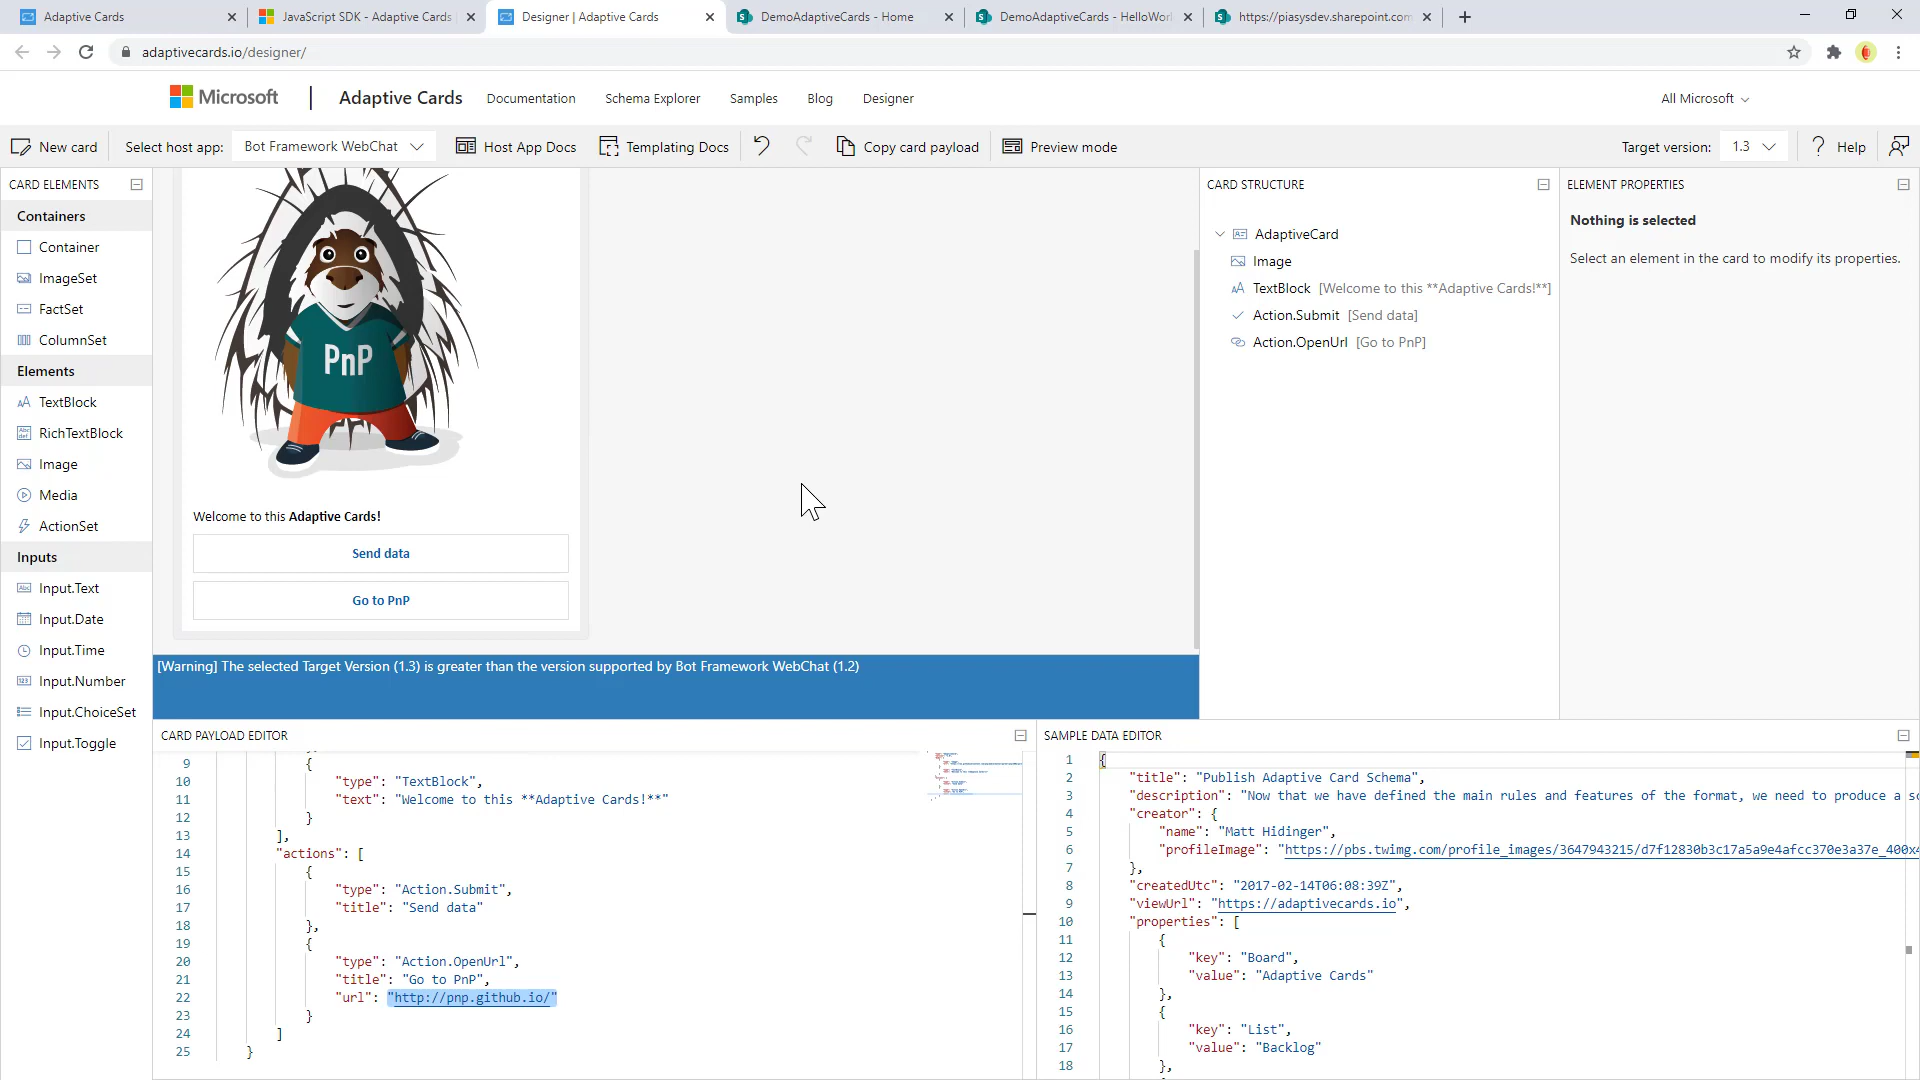 Adaptive Cards
JavaScript SDK - Adaptive Cards
Designer | Adaptive Cards
DemoAdaptiveCards - Home
DemoAdaptiveCards - HelloWorl
https://piasysdev.sharepoint.com
adaptivecards.io/designer/
Microsoft
Adaptive Cards
Documentation
Schema Explorer
Samples
Blog
Designer
All Microsoft
New card
Select host app:
Bot Framework WebChat
Host App Docs
Templating Docs
Copy card payload
Preview mode
Target version:
1.3
Help
CARD ELEMENTS
Containers
Container
ImageSet
FactSet
ColumnSet
Elements
TextBlock
RichTextBlock
Image
Media
ActionSet
Inputs
Input.Text
Input.Date
Input.Time
Input.Number
Input.ChoiceSet
Input.Toggle
PnP
Welcome to this Adaptive Cards!
Send data
Go to PnP
[Warning] The selected Target Version (1.3) is greater than the version supported by Bot Framework WebChat (1.2)
CARD STRUCTURE
AdaptiveCard
Image
TextBlock [Welcome to this **Adaptive Cards!**]
Action.Submit [Send data]
Action.OpenUrl [Go to PnP]
ELEMENT PROPERTIES
Nothing is selected
Select an element in the card to modify its properties.
CARD PAYLOAD EDITOR
9 {
10 "type": "TextBlock",
11 "text": "Welcome to this **Adaptive Cards!**"
12 }
13 ],
14 "actions": [
15 {
16 "type": "Action.Submit",
17 "title": "Send data"
18 },
19 {
20 "type": "Action.OpenUrl",
21 "title": "Go to PnP",
22 "url": "http://pnp.github.io/"
23 }
24 ]
25 }
SAMPLE DATA EDITOR
1 {
2 "title": "Publish Adaptive Card Schema",
3 "description": "Now that we have defined the main rules and features of the format, we need to produce a sc
4 "creator": {
5 "name": "Matt Hidinger",
6 "profileImage": "https://pbs.twimg.com/profile_images/3647943215/d7f12830b3c17a5a9e4afcc370e3a37e_400x4
7 },
8 "createdUtc": "2017-02-14T06:08:39Z",
9 "viewUrl": "https://adaptivecards.io",
10 "properties": [
11 {
12 "key": "Board",
13 "value": "Adaptive Cards"
14 },
15 {
16 "key": "List",
17 "value": "Backlog"
18 },